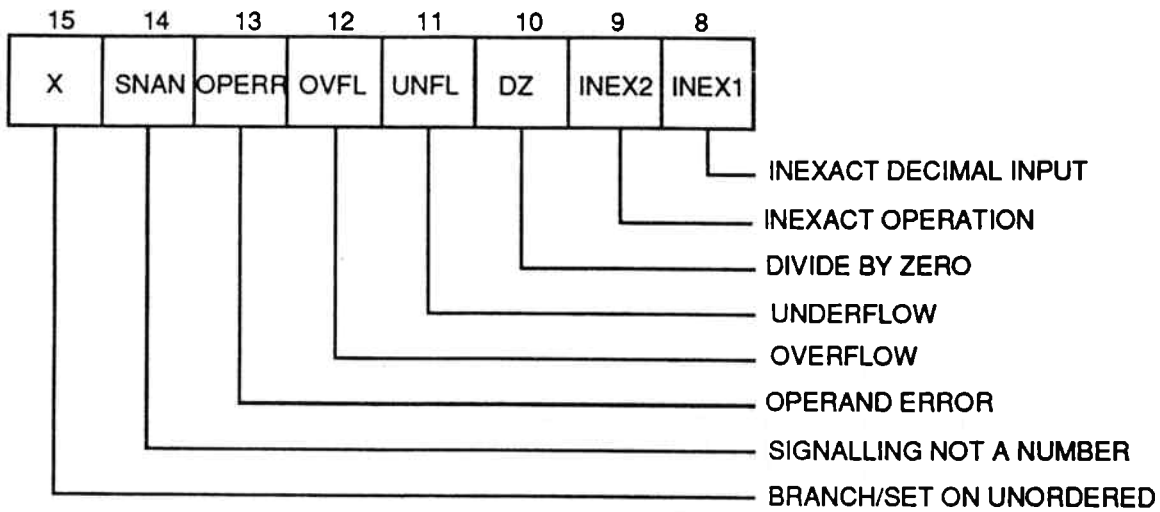 15 14 13 12 11 10 9 8
X SNAN OPERR OVFL UNFL DZ INEX2 INEX1
INEXACT DECIMAL INPUT
INEXACT OPERATION
DIVIDE BY ZERO
UNDERFLOW
OVERFLOW
OPERAND ERROR
SIGNALLING NOT A NUMBER
BRANCH/SET ON UNORDERED